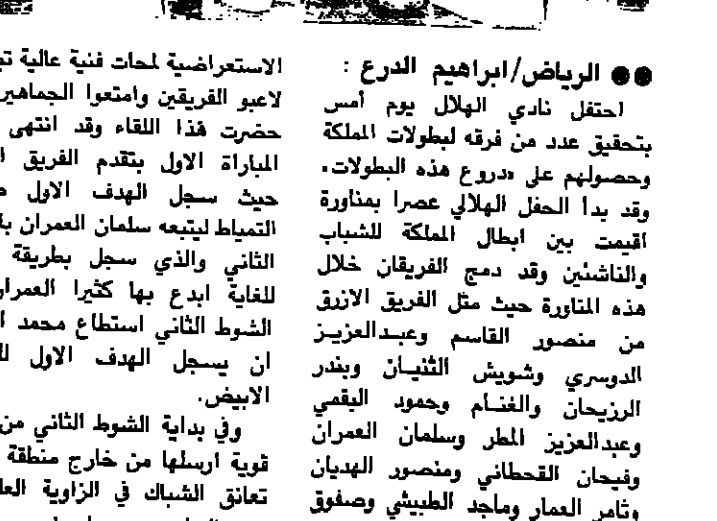 ●● الرياض/ابراهيم الدرع :
احتفل نادي الهلال يوم أمس
بتحقيق عدد من فرقه لبطولات المملكة
وحصولهم على «دروع هذه البطولات.
وقد بدأ الحفل الهلالي عصرا بمناورة
اقيمت بين ابطال المملكة للشباب
والناشئين وقد دمج الفريقان خلال
هذه المناورة حيث مثل الفريق الازرق
من منصور القاسم وعبدالعزيز
الدوسري وشويش الثنيان وبندر
الرزيحان والغنام وحمود اليقمي
وعبدالعزيز المطر وسلمان العمران
وفيحان القحطاني ومنصور الهديان
وثامر العمار وماجد الطبيشي وصفوق
الاستعراضية لمحات فنية عالية
لاعبو الفريقين وامتعوا الجماهير
حضرت هذا اللقاء وقد انتهى
المباراة الاول بتقدم الفريق
حيث سجل الهدف الاول
التمياط ليتبعه سلمان العمران
الثاني والذي سجل بطريقة
للغاية ابدع بها كثيرا العمران
الشوط الثاني استطاع محمد
ان يسجل الهدف الاول
الابيض.
وفي بداية الشوط الثاني من
قوية أرسلها من خارج منطقة
تعانق الشباك في الزاوية